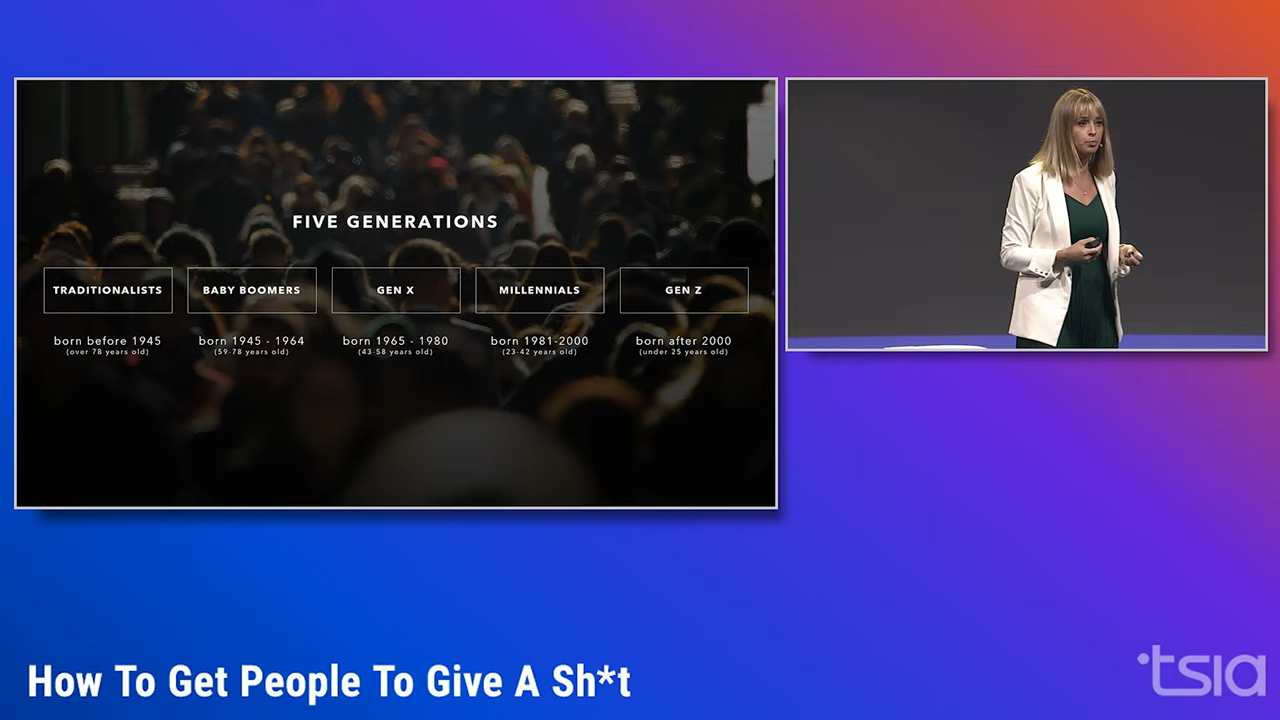 FIVE GENERATIONS
TRADITIONALISTS
born before 1945
(over 78 years old)
BABY BOOMERS
born 1945 - 1964
(59-78 years old)
GEN X
born 1965 - 1980
(43-58 years old)
MILLENNIALS
born 1981-2000
(23-42 years old)
GEN Z
born after 2000
(under 25 years old)
How To Get People To Give A Sh*t
tsia